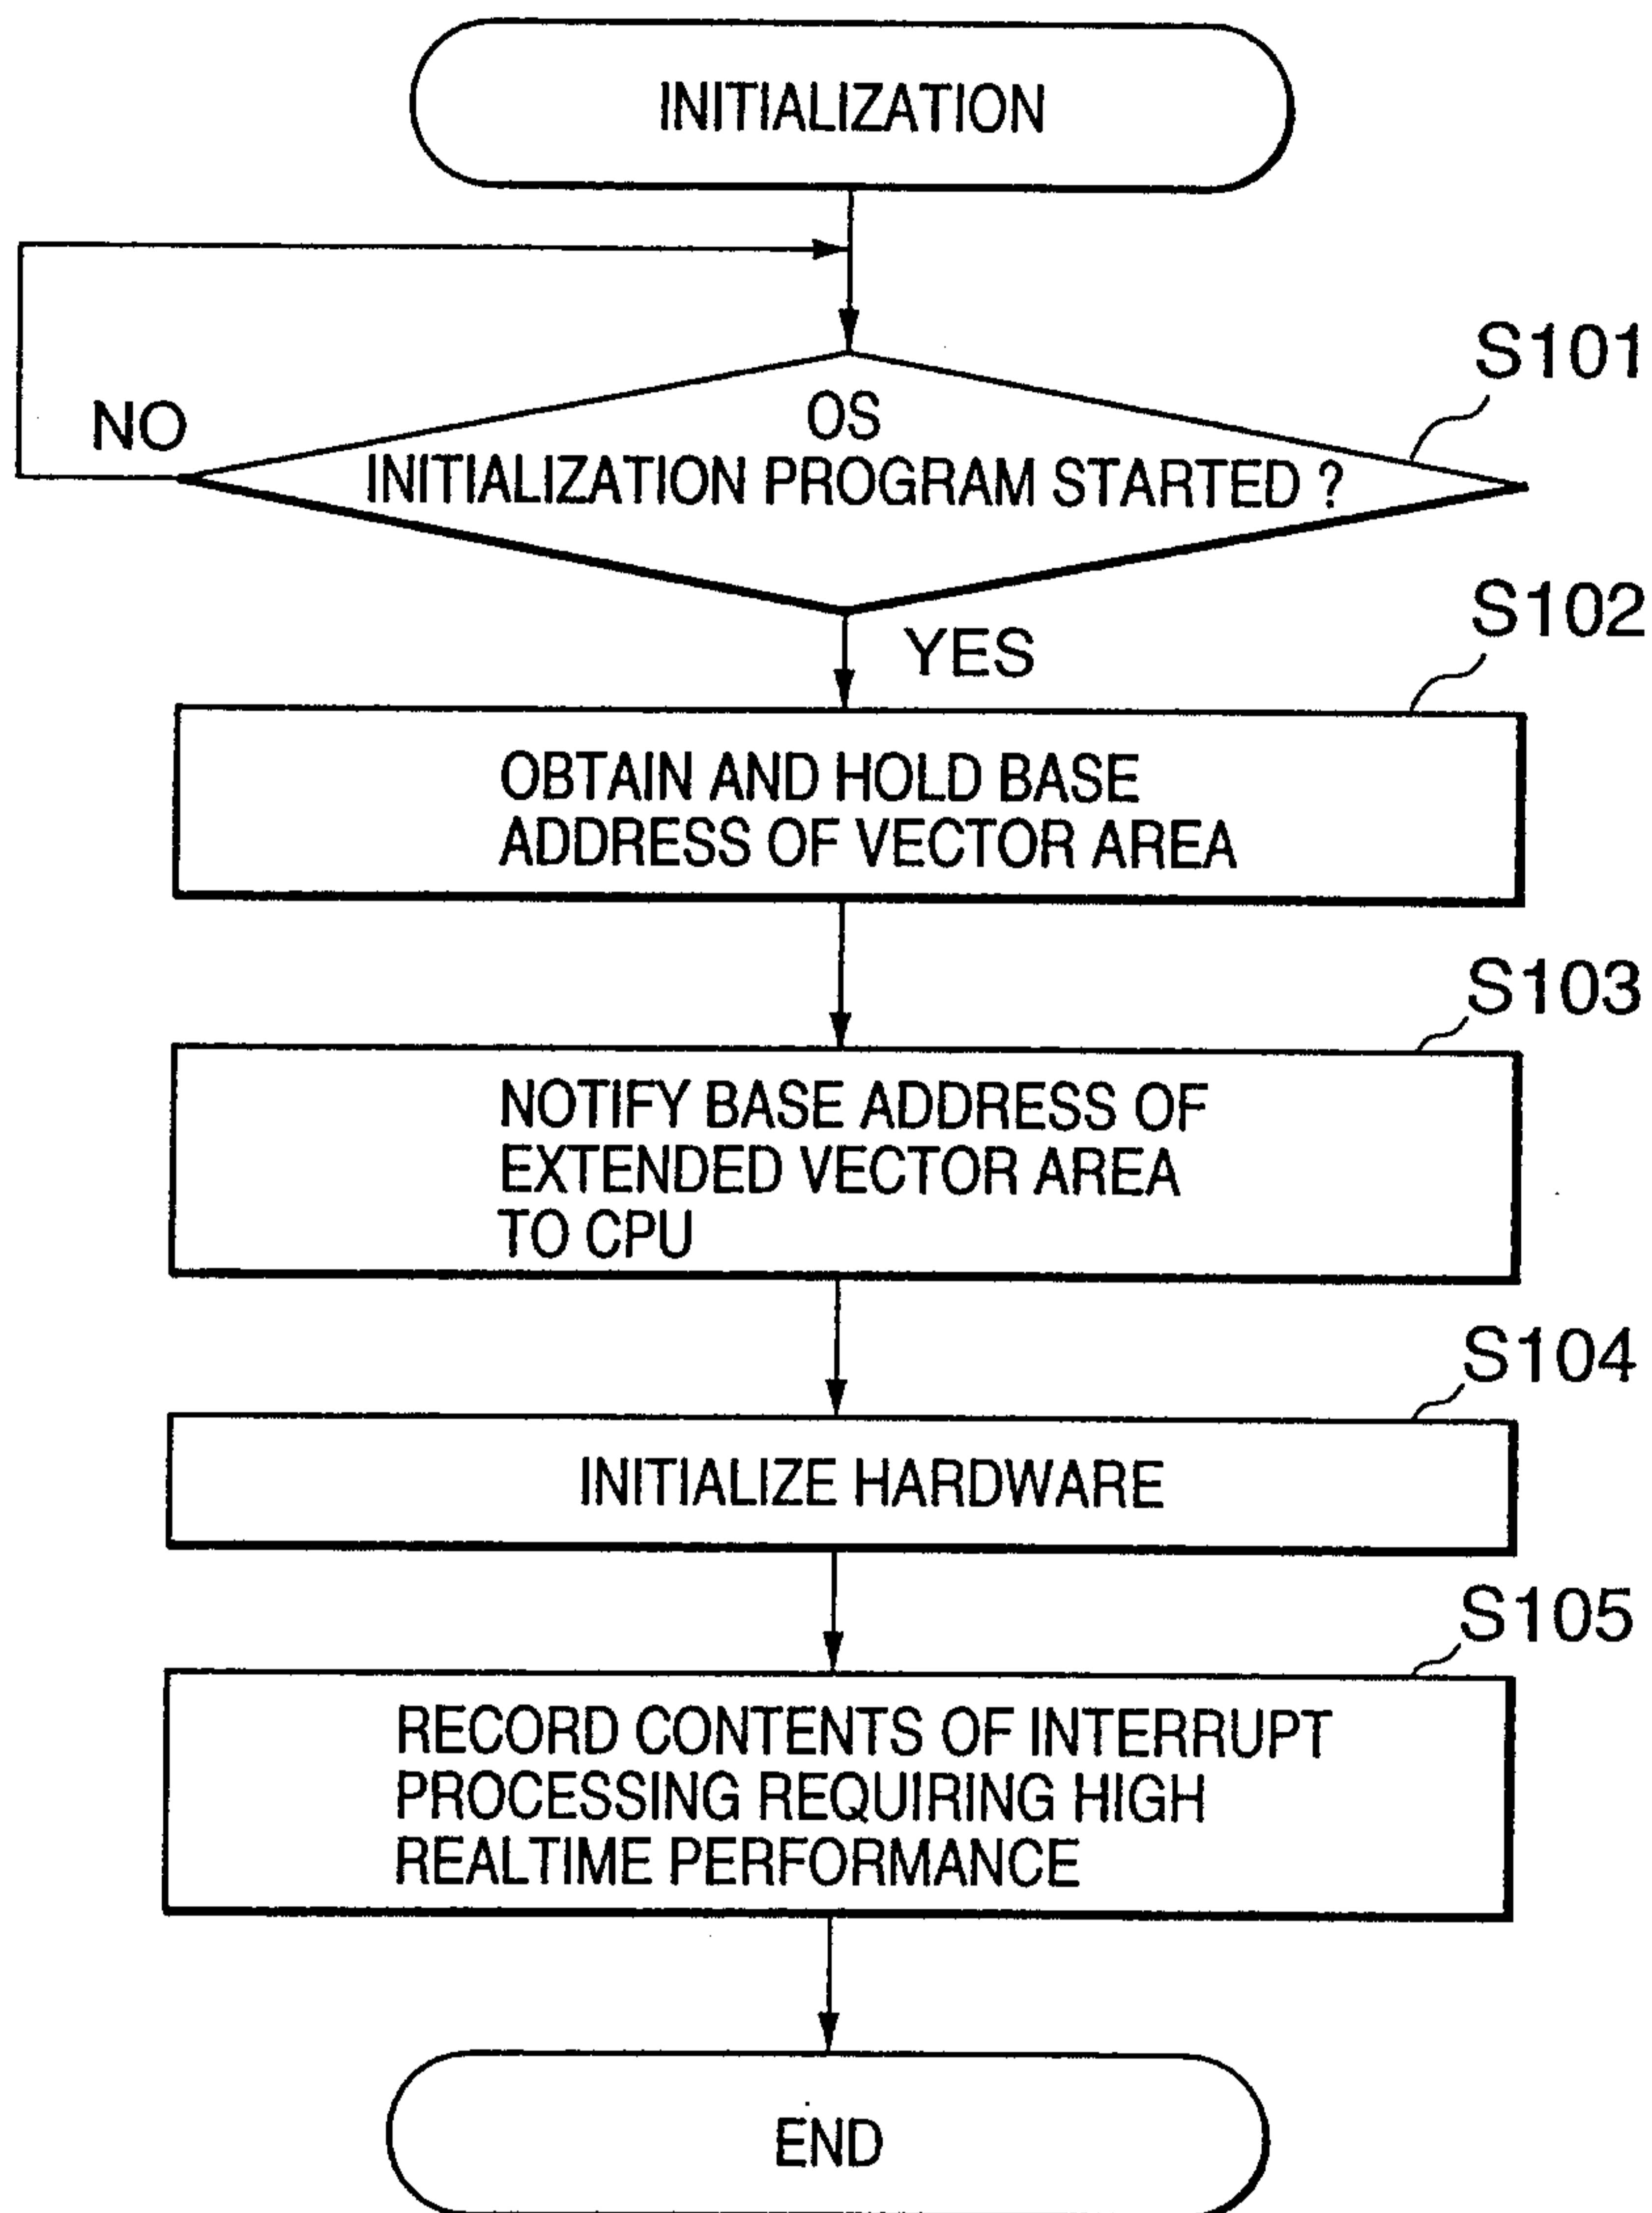 INITIALIZATION
S101
NO
OS
INITIALIZATION PROGRAM STARTED ?
YES
S102
OBTAIN AND HOLD BASE
ADDRESS OF VECTOR AREA
S103
NOTIFY BASE ADDRESS OF
EXTENDED VECTOR AREA
TO CPU
S104
INITIALIZE HARDWARE
S105
RECORD CONTENTS OF INTERRUPT
PROCESSING REQUIRING HIGH
REALTIME PERFORMANCE
END